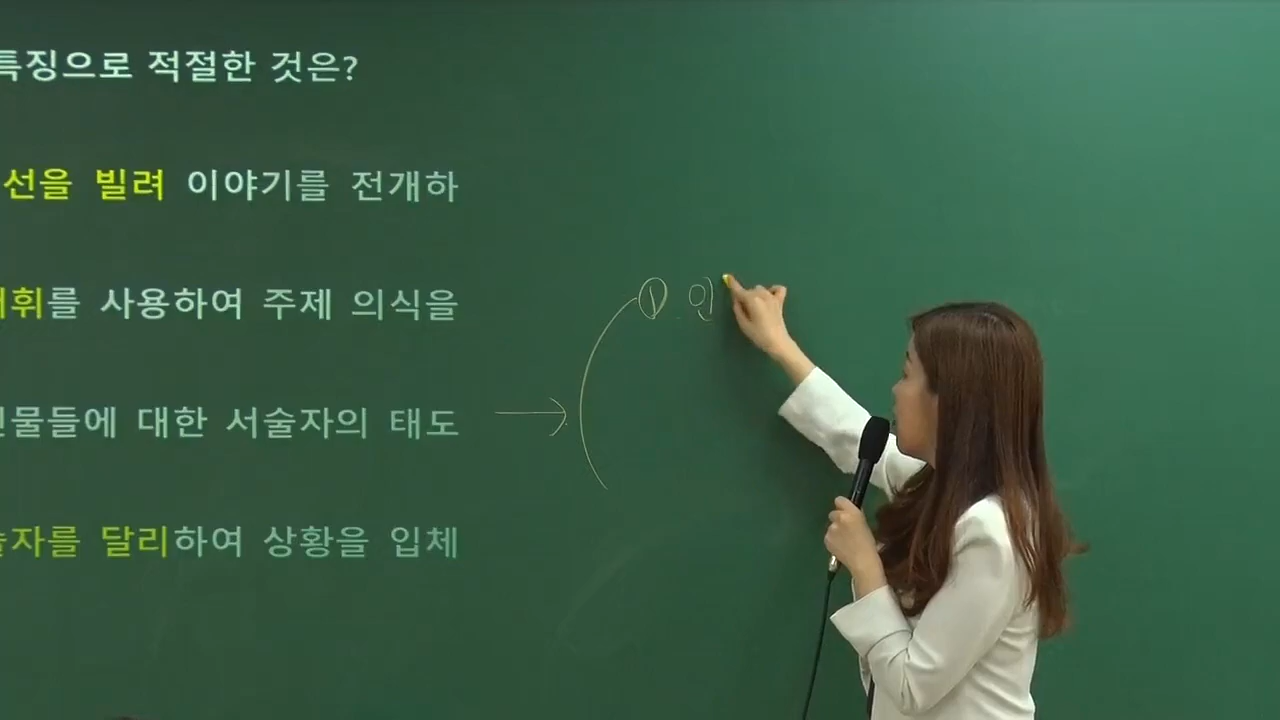 특징으로 적절한 것은?
선을 빌려 이야기를 전개하
휘를 사용하여 주제 의식을
① 인
물들에 대한 서술자의 태도
자를 달리하여 상황을 입체